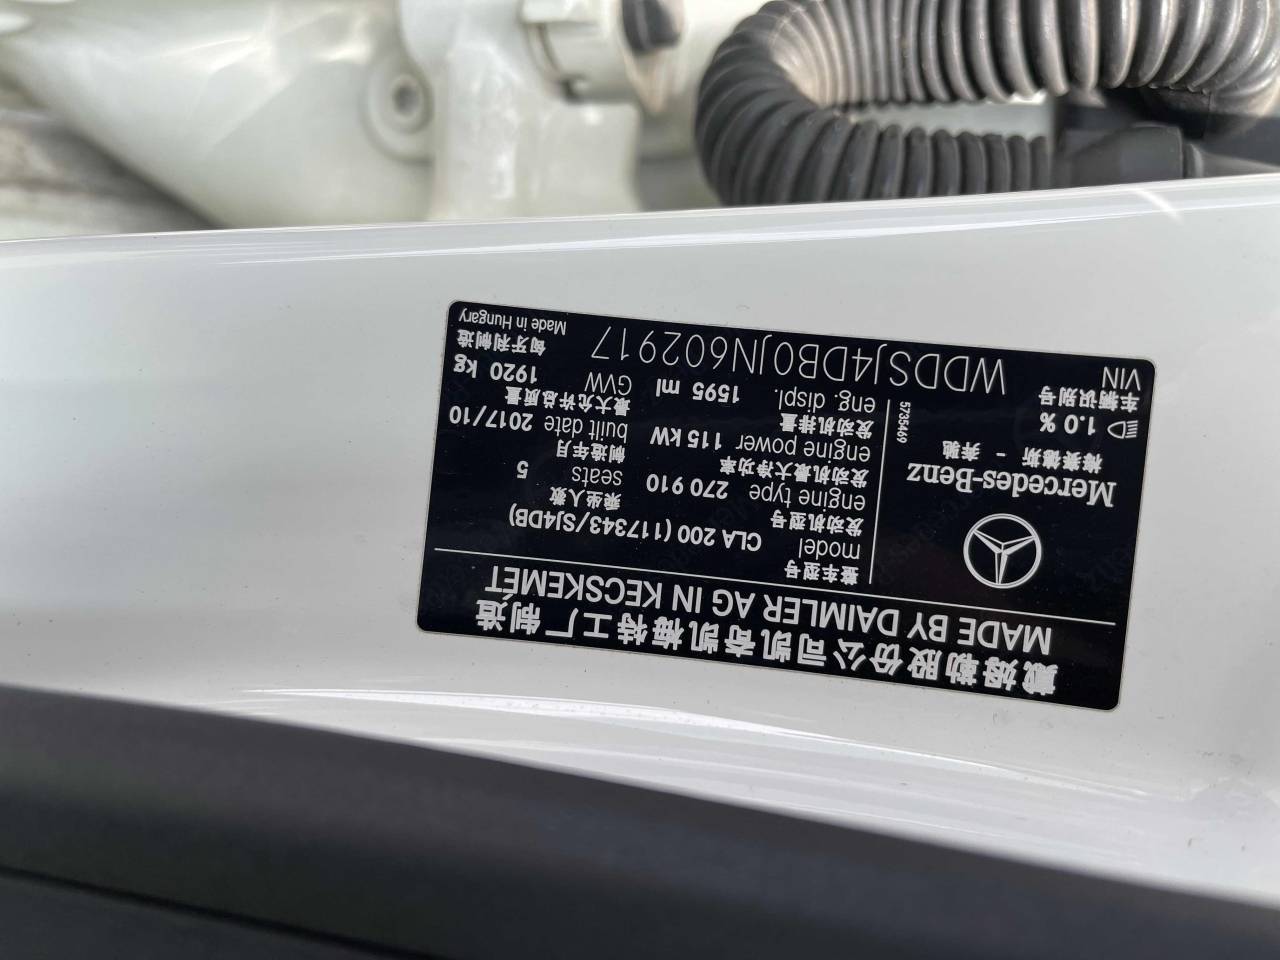 戴姆勒股份公司凯奇凯梅特工厂制造
MADE BY DAIMLER AG IN KECSKEMET
Mercedes-Benz
梅赛德斯 - 奔驰
1.0 %
5735469
整车型号
model CLA 200 (117343/SJ4DB)
发动机型号 乘坐人数
engine type 270 910 seats 5
发动机最大净功率 制造年月
engine power 115 kW built date 2017/10
发动机排量 最大允许总质量
eng. displ. 1595 ml GVW 1920 kg
车辆识别号 匈牙利制造
VIN WDDSJ4DB0JN602917 Made in Hungary